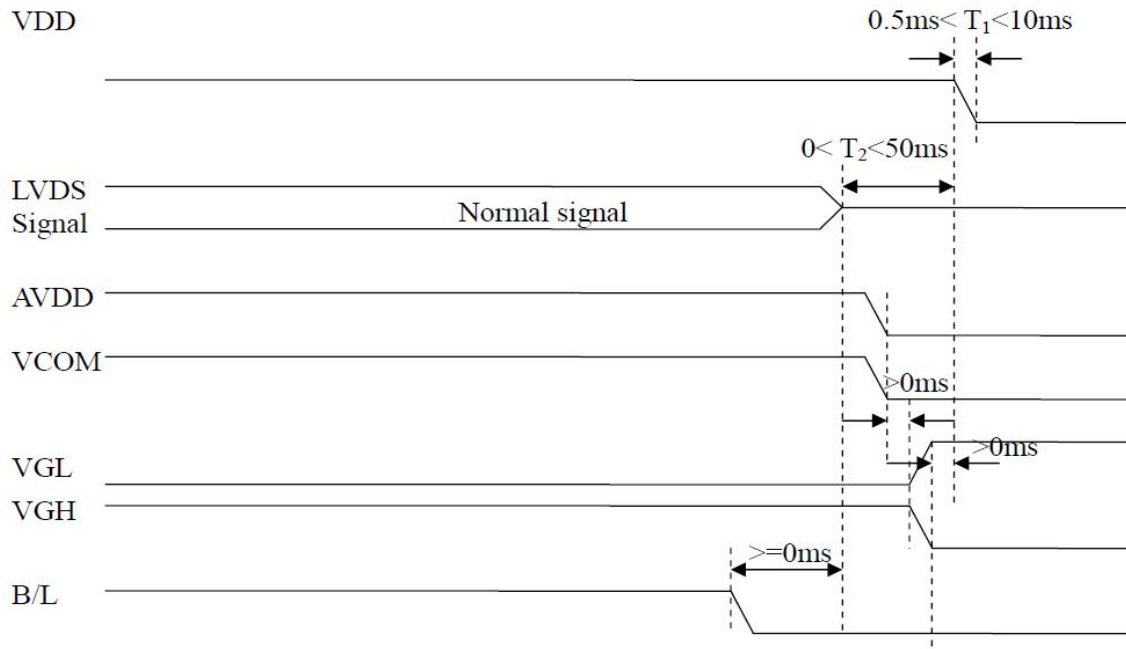 VDD
0.5ms< T₁<10ms
0< T₂<50ms
LVDS
Signal
Normal signal
AVDD
VCOM
>0ms
VGL
>0ms
VGH
>=0ms
B/L